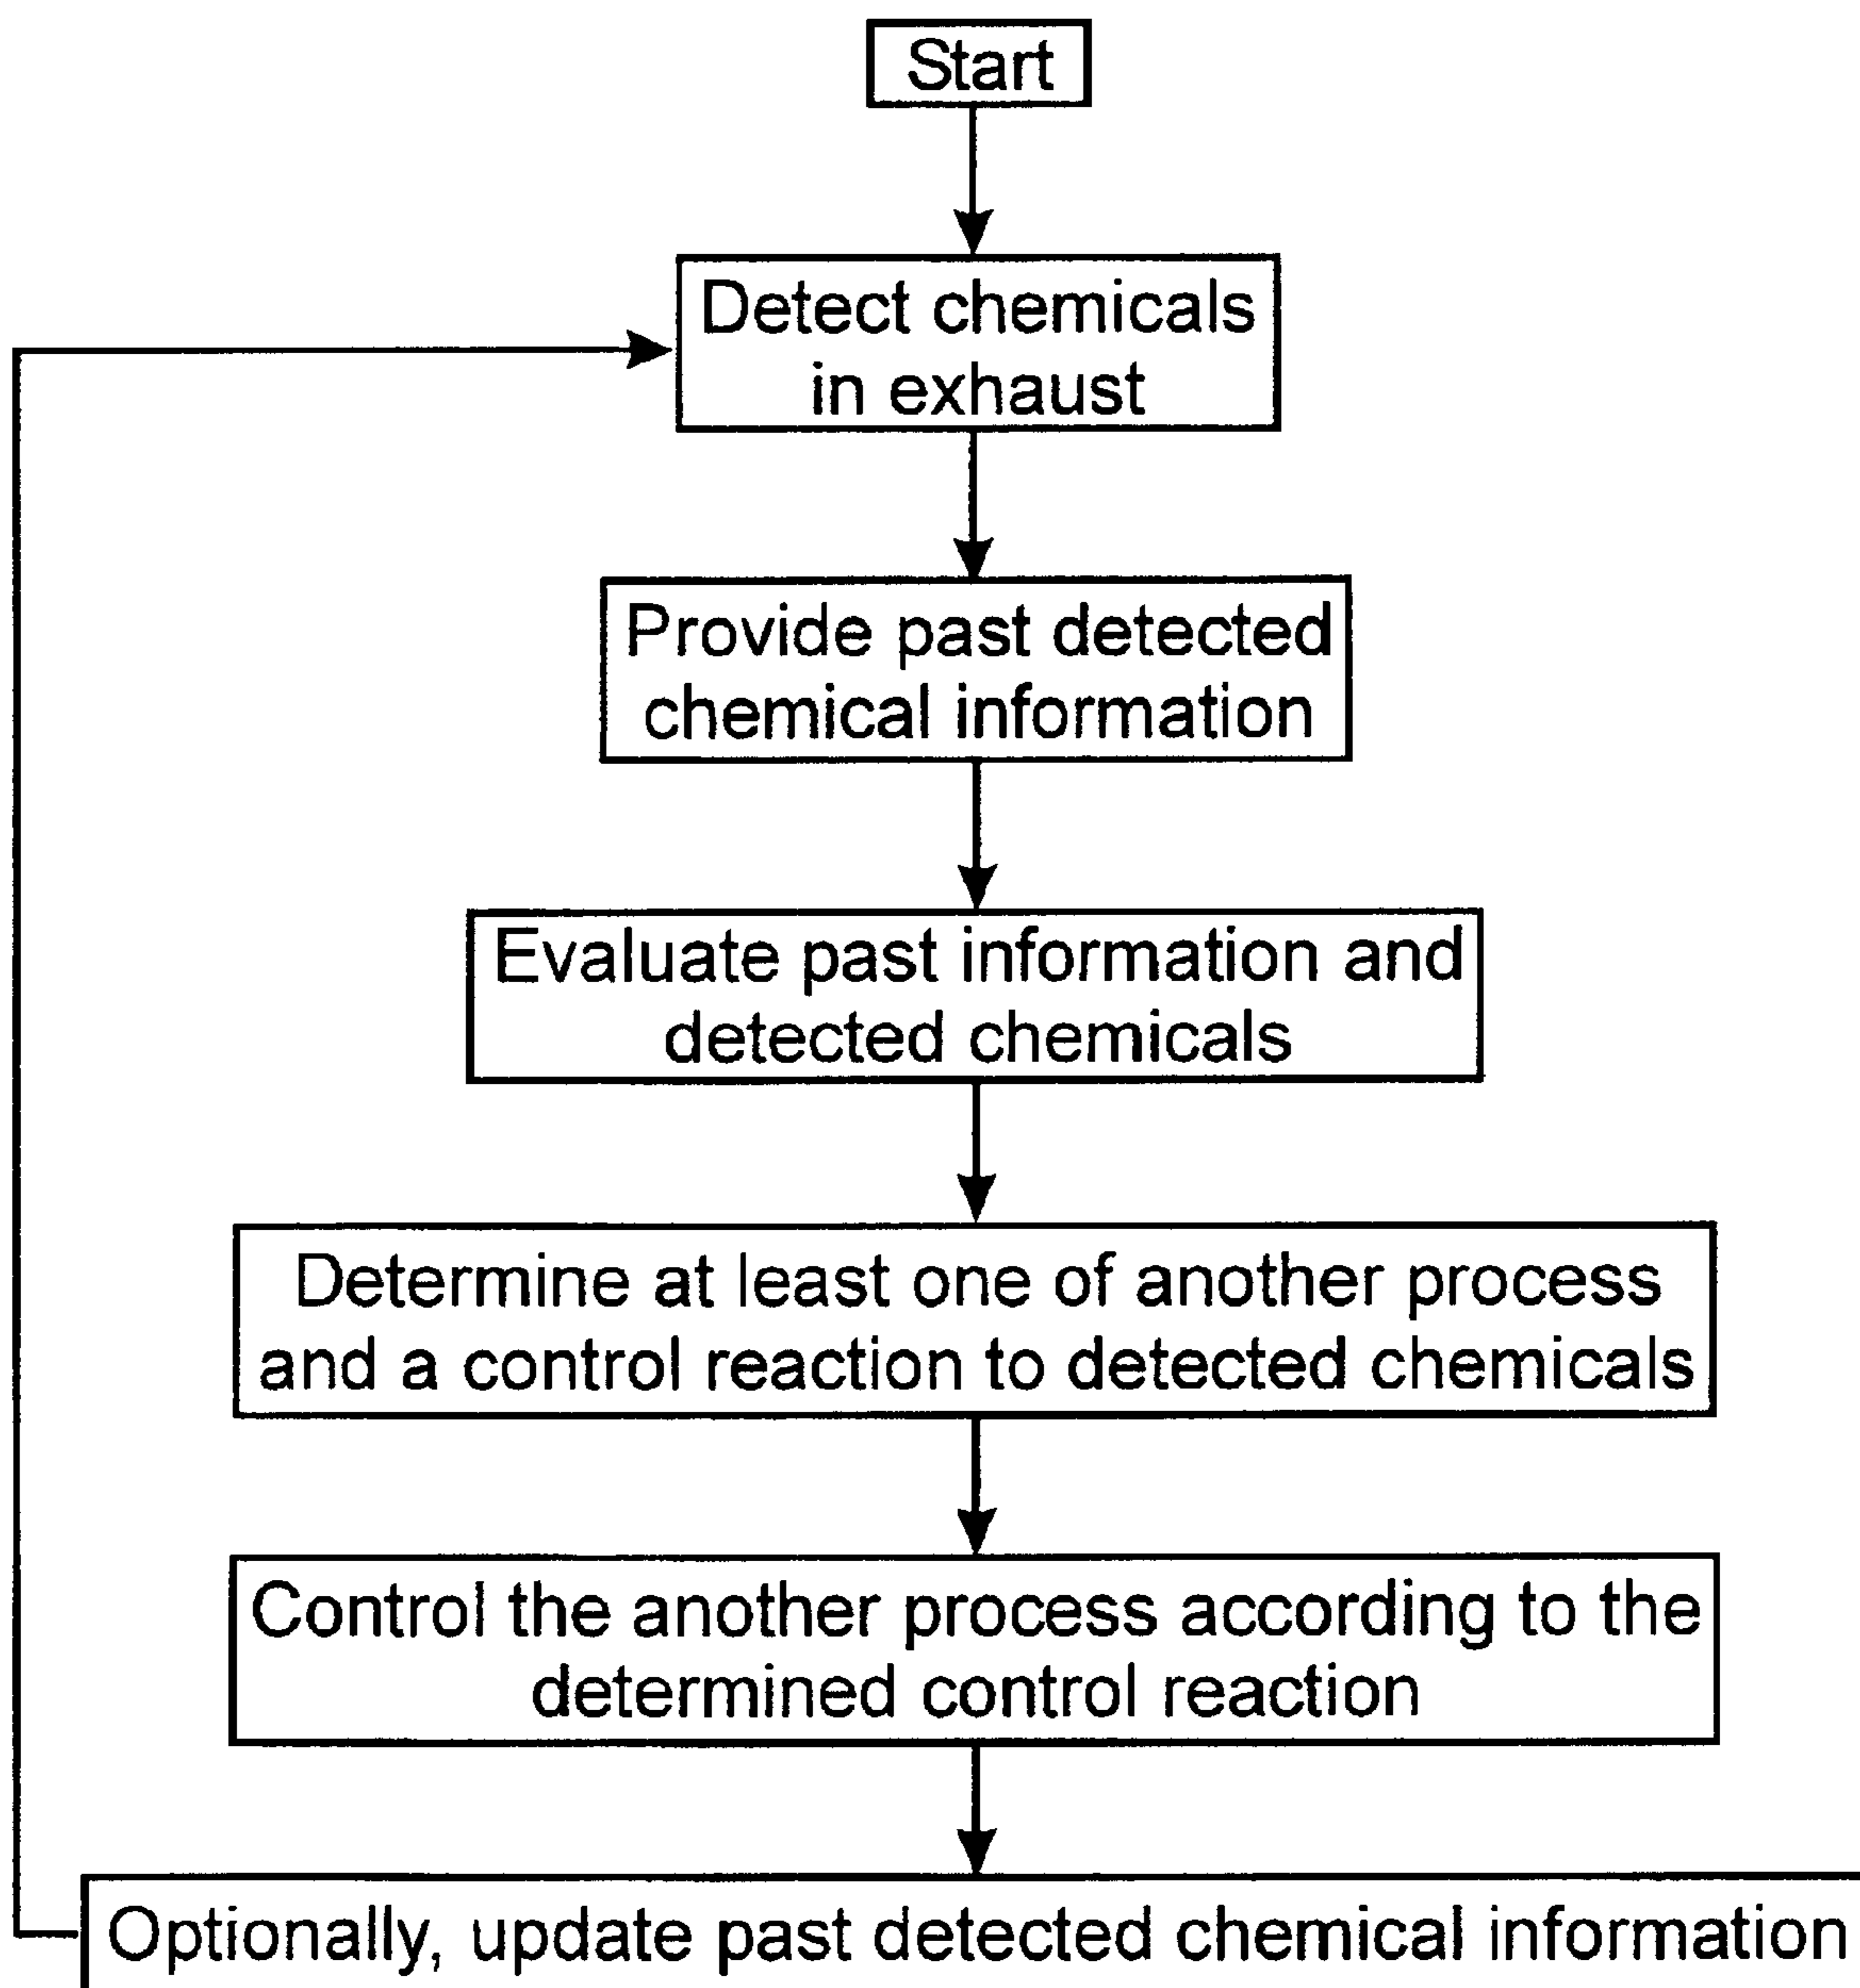 Start
Detect chemicals
in exhaust
Provide past detected
chemical information
Evaluate past information and
detected chemicals
Determine at least one of another process
and a control reaction to detected chemicals
Control the another process according to the
determined control reaction
Optionally, update past detected chemical information